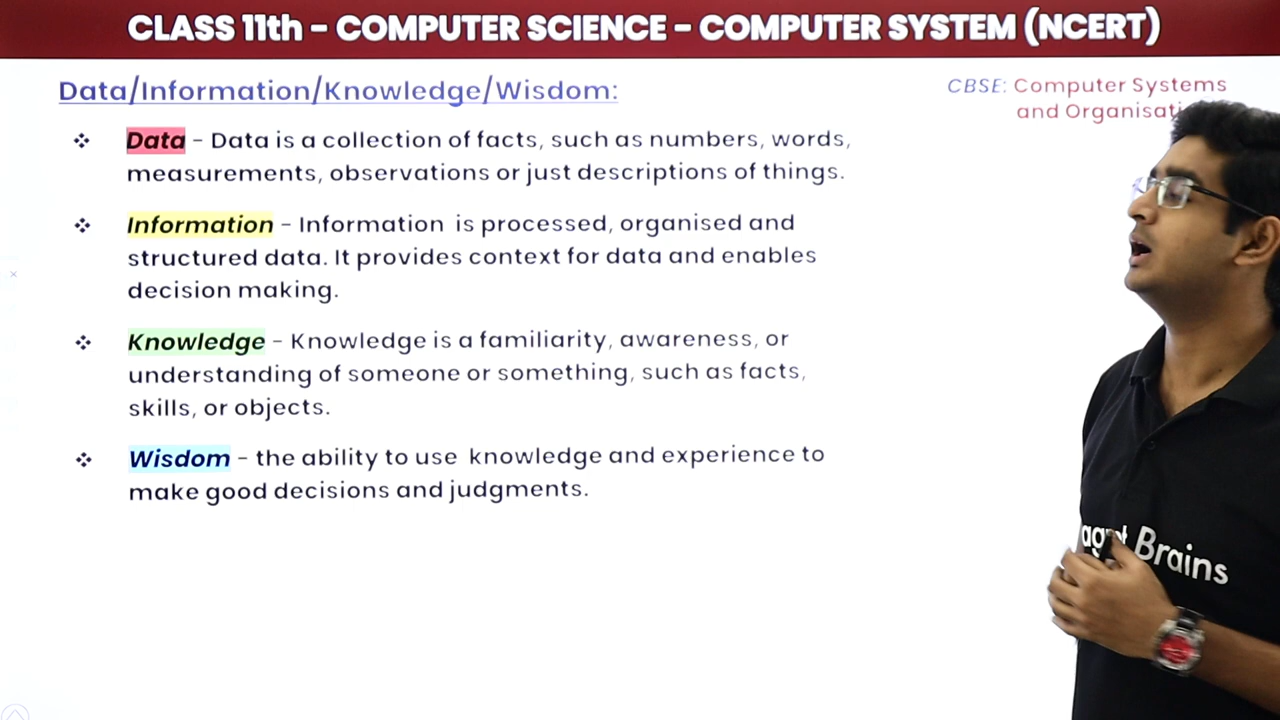 CLASS 11th - COMPUTER SCIENCE - COMPUTER SYSTEM (NCERT)
Data/Information/Knowledge/Wisdom:
CBSE: Computer Systems
and
❖ Data - Data is a collection of facts, such as numbers, words,
measurements, observations or just descriptions of things.
❖ Information - Information is processed, organised and
structured data. It provides context for data and enables
decision making.
❖ Knowledge - Knowledge is a familiarity, awareness, or
understanding of someone or something, such as facts,
skills, or objects.
❖ Wisdom - the ability to use knowledge and experience to
make good decisions and judgments.
Brains